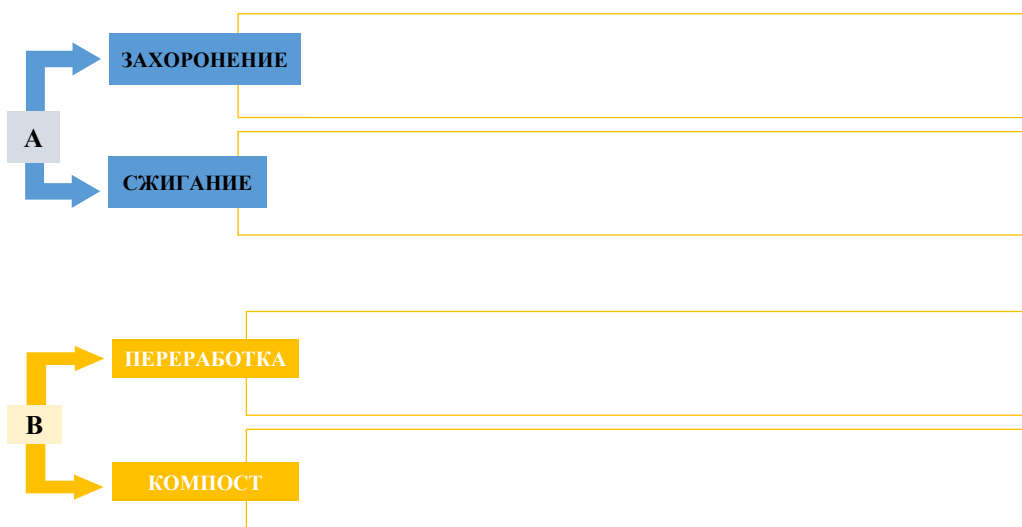 ЗАХОРОНЕНИЕ
А
СЖИГАНИЕ
ПЕРЕРАБОТКА
В
КОМПОСТ